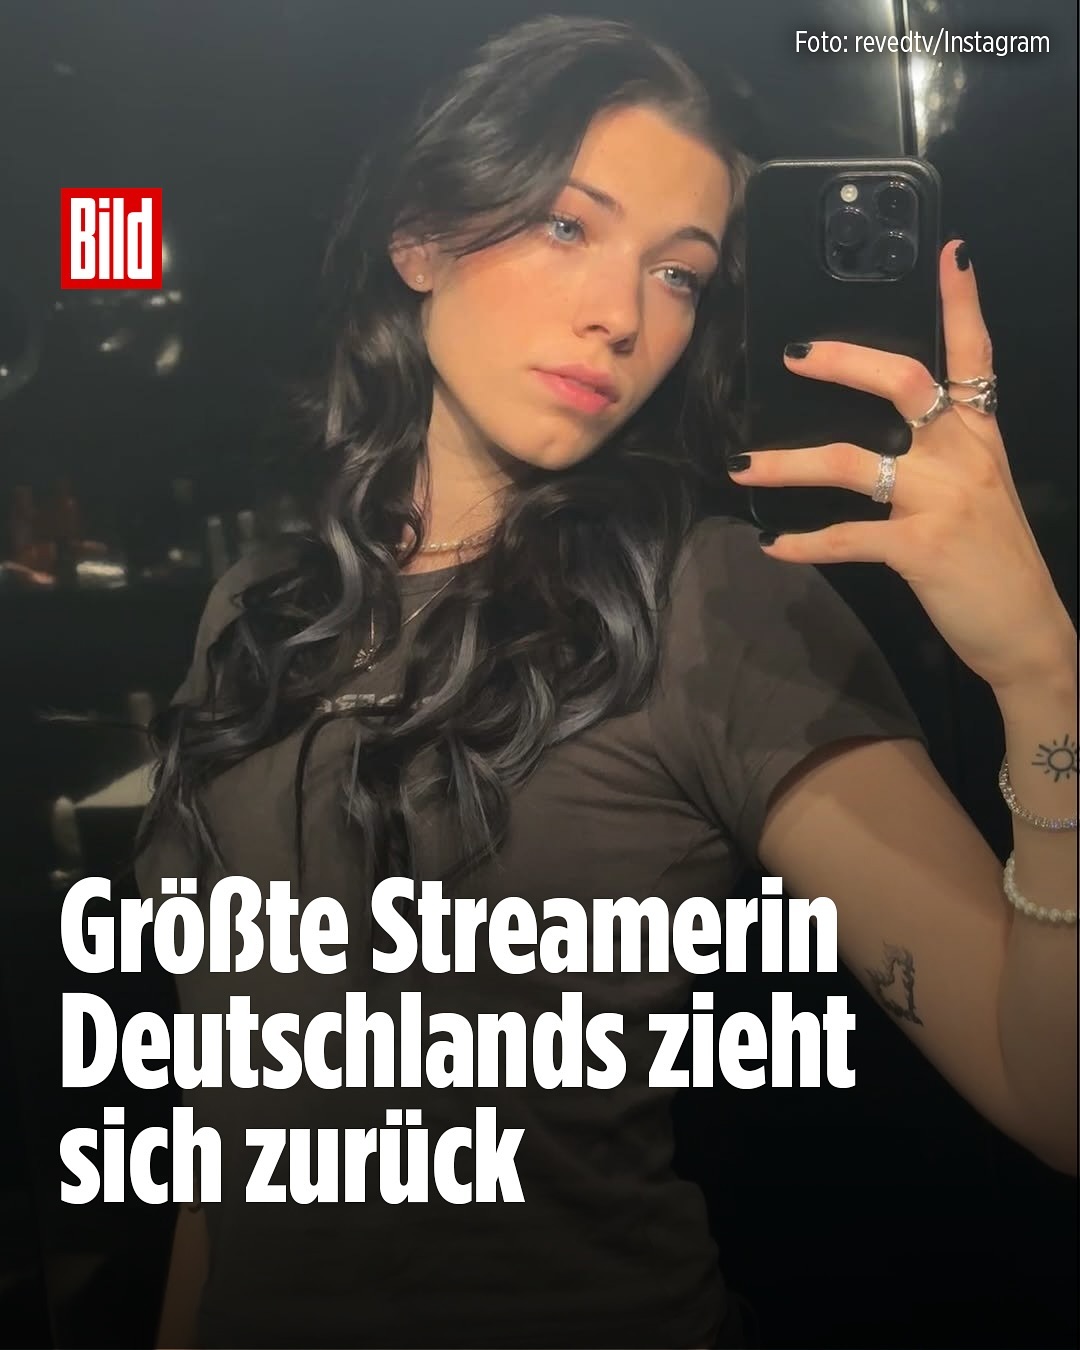 Foto: revedtv/Instagram
Bild
Größte Streamerin
Deutschlands zieht
sich zurück